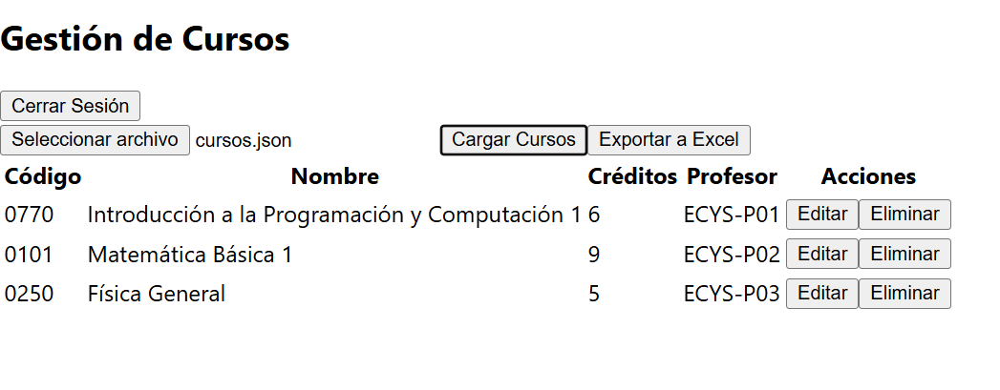 Gestión de Cursos
Cerrar Sesión
Seleccionar archivo cursos.json Cargar Cursos Exportar a Excel
Código Nombre Créditos Profesor Acciones
0770 Introducción a la Programación y Computación 1 6 ECYS-P01 Editar Eliminar
0101 Matemática Básica 1 9 ECYS-P02 Editar Eliminar
0250 Física General 5 ECYS-P03 Editar Eliminar